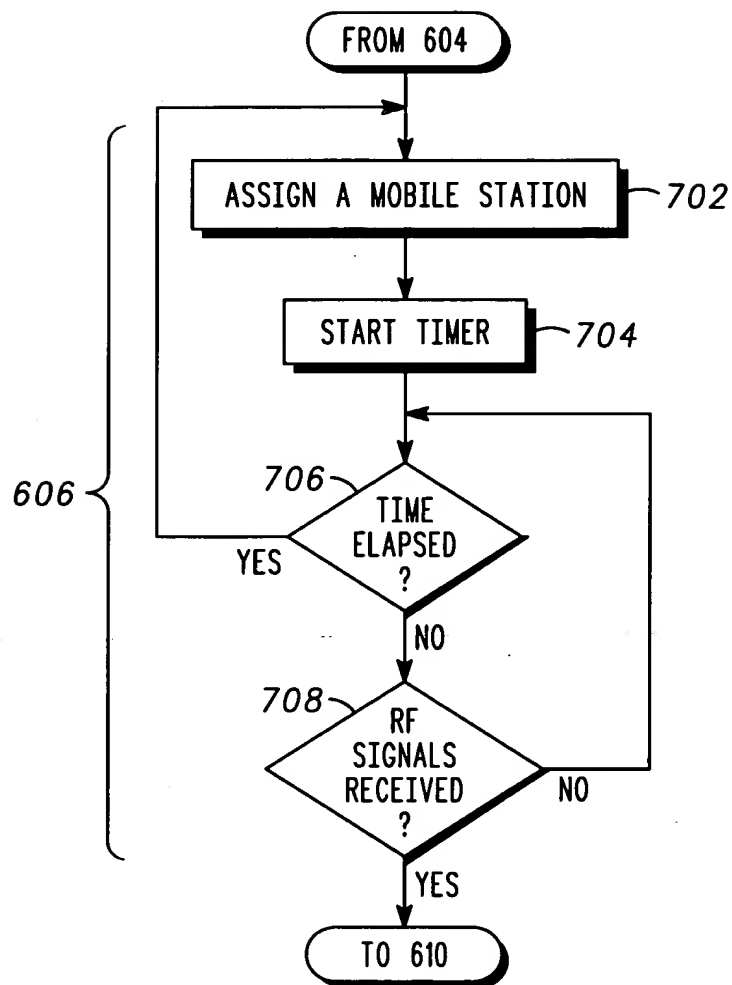 FROM 604
ASSIGN A MOBILE STATION
702
START TIMER
704
606
706
TIME
ELAPSED
?
YES
NO
708
RF
SIGNALS
RECEIVED
?
NO
YES
TO 610